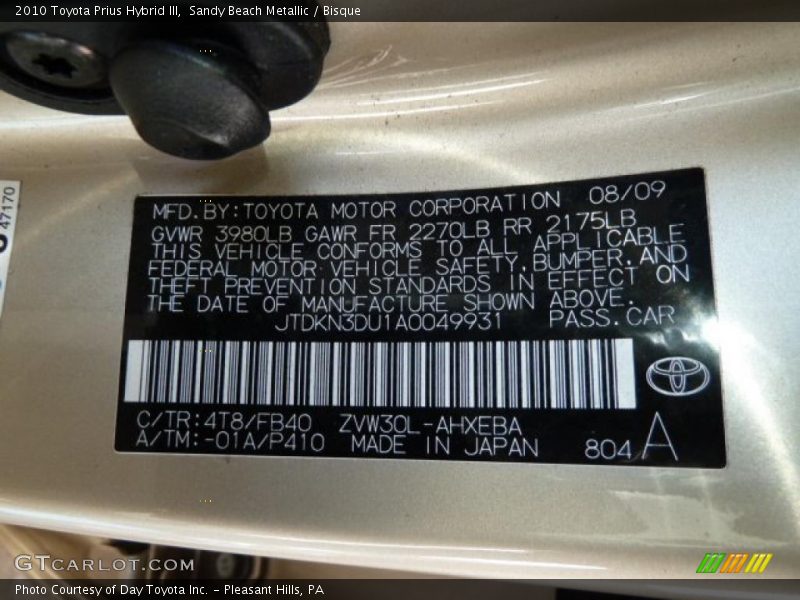 2010 Toyota Prius Hybrid III, Sandy Beach Metallic / Bisque
47170
MFD. BY: TOYOTA MOTOR CORPORATION 08/09
GVWR 3980LB GAWR FR 2270LB RR 2175LB
THIS VEHICLE CONFORMS TO ALL APPLICABLE
FEDERAL MOTOR VEHICLE SAFETY, BUMPER, AND
THEFT PREVENTION STANDARDS IN EFFECT ON
THE DATE OF MANUFACTURE SHOWN ABOVE.
JTDKN3DU1A0049931 PASS. CAR
C/TR: 4T8/FB40 ZVW30L-AHXEBA
A/TM: -01A/P410 MADE IN JAPAN 804 A
GTCARLOT.COM
Photo Courtesy of Day Toyota Inc. - Pleasant Hills, PA